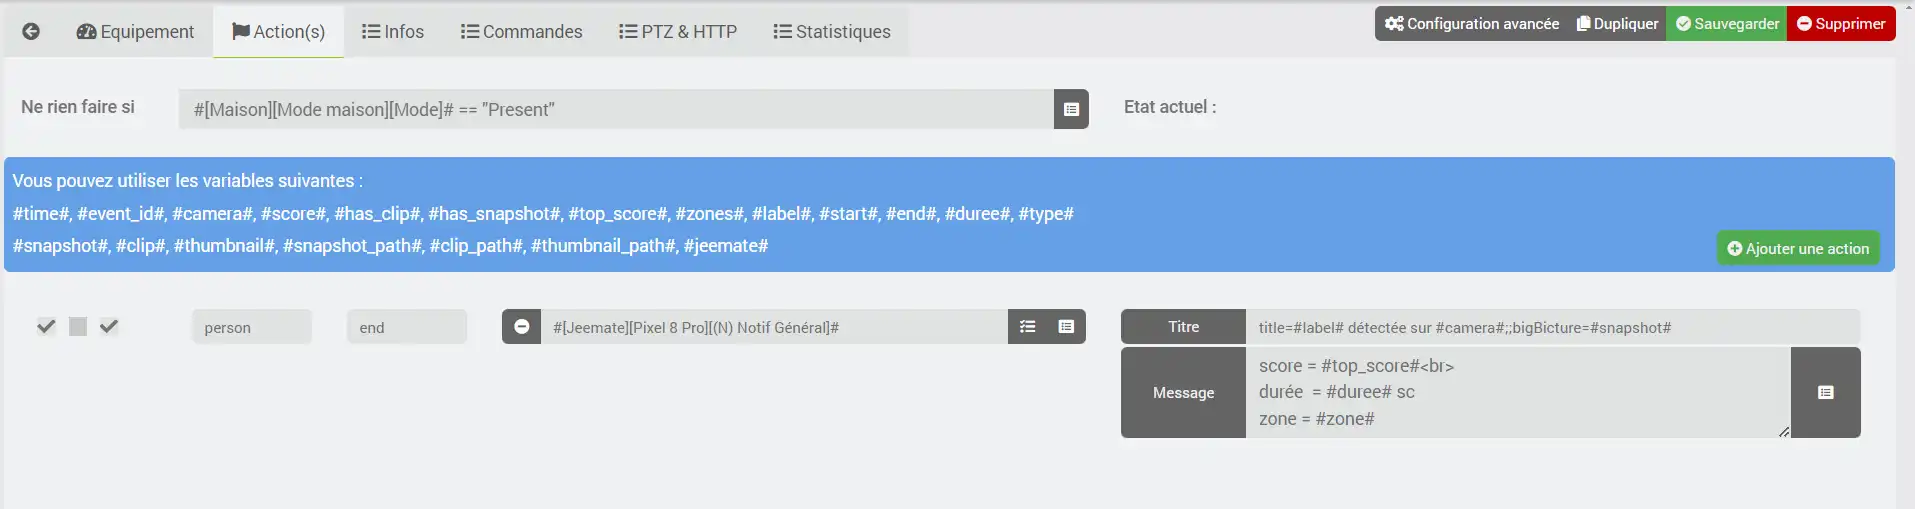 Equipement Action(s) Infos Commandes PTZ & HTTP Statistiques Configuration avancée Dupliquer Sauvegarder Supprimer
Ne rien faire si #[Maison][Mode maison][Mode]# == "Present" Etat actuel :
Vous pouvez utiliser les variables suivantes :
#time#, #event_id#, #camera#, #score#, #has_clip#, #has_snapshot#, #top_score#, #zones#, #label#, #start#, #end#, #duree#, #type#
#snapshot#, #clip#, #thumbnail#, #snapshot_path#, #clip_path#, #thumbnail_path#, #jeemate#
Ajouter une action
person end #[Jeemate][Pixel 8 Pro][(N) Notif Général]# Titre title=#label# détectée sur #camera#;;bigBicture=#snapshot#
Message
score = #top_score#<br>
durée  = #duree# sc
zone = #zone#